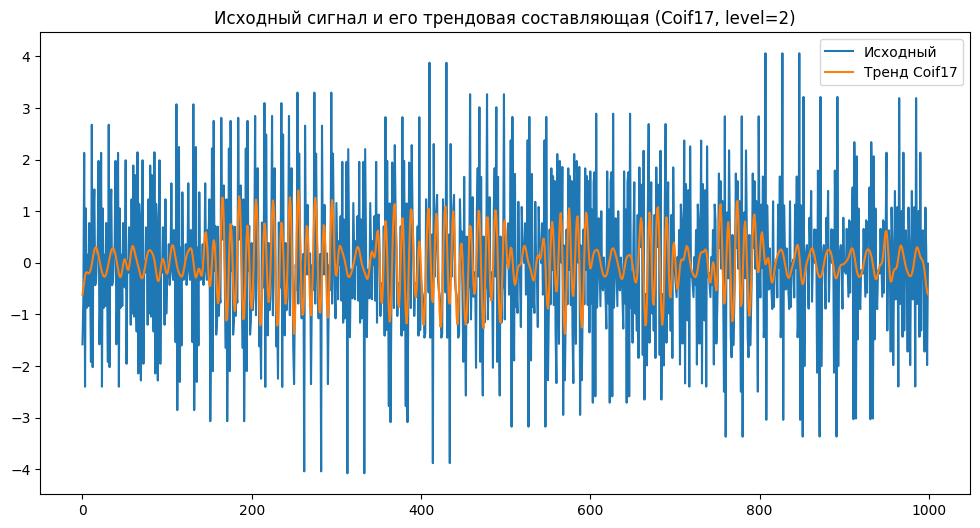 Исходный сигнал и его трендовая составляющая (Coif17, level=2)
Исходный
Тренд Coif17
4
3
2
1
0
−1
−2
−3
−4
0 200 400 600 800 1000